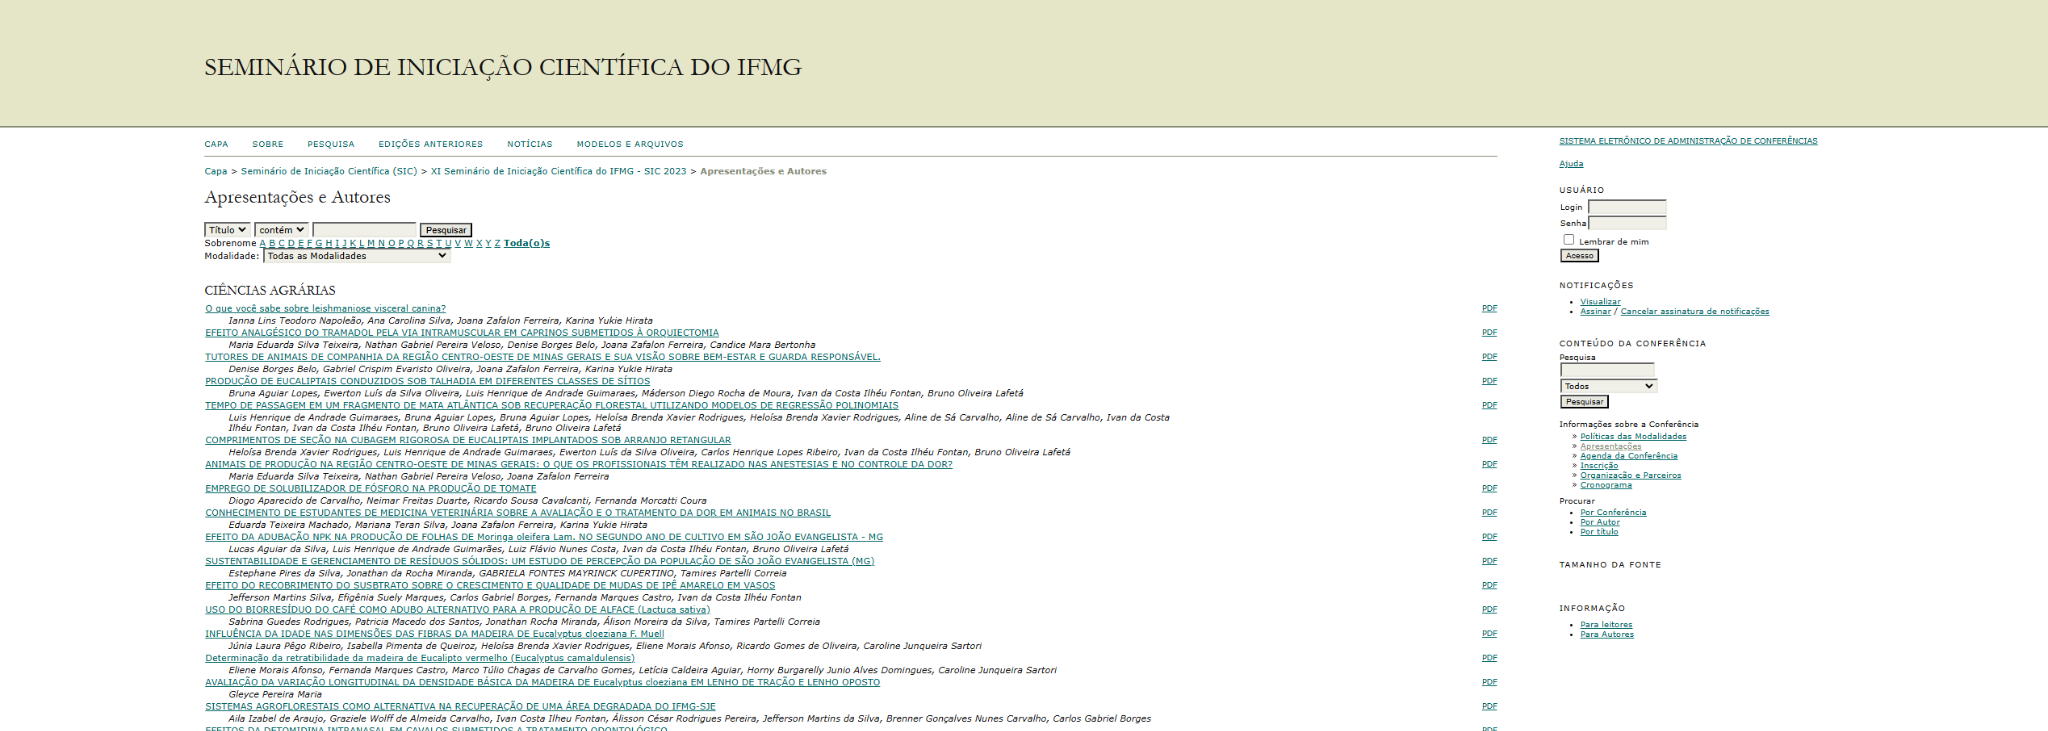 SEMINÁRIO DE INICIAÇÃO CIENTÍFICA DO IFMG
CAPA SOBRE PESQUISA EDIÇÕES ANTERIORES NOTÍCIAS MODELOS E ARQUIVOS
Capa > Seminário de Iniciação Científica (SIC) > XI Seminário de Iniciação Científica do IFMG - SIC 2023 > Apresentações e Autores
Apresentações e Autores
Título contém Pesquisar
Sobrenome A B C D E F G H I J K L M N O P Q R S T U V W X Y Z Toda(o)s
Modalidade: Todas as Modalidades
CIÊNCIAS AGRÁRIAS
O que você sabe sobre leishmaniose visceral canina? PDF
Ianna Lins Teodoro Napoleão, Ana Carolina Silva, Joana Zafalon Ferreira, Karina Yukie Hirata
EFEITO ANALGÉSICO DO TRAMADOL PELA VIA INTRAMUSCULAR EM CAPRINOS SUBMETIDOS À ORQUIECTOMIA PDF
Maria Eduarda Silva Teixeira, Nathan Gabriel Pereira Veloso, Denise Borges Belo, Joana Zafalon Ferreira, Candice Mara Bertonha
TUTORES DE ANIMAIS DE COMPANHIA DA REGIÃO CENTRO-OESTE DE MINAS GERAIS E SUA VISÃO SOBRE BEM-ESTAR E GUARDA RESPONSÁVEL. PDF
Denise Borges Belo, Gabriel Crispim Evaristo Oliveira, Joana Zafalon Ferreira, Karina Yukie Hirata
PRODUÇÃO DE EUCALIPTAIS CONDUZIDOS SOB TALHADIA EM DIFERENTES CLASSES DE SÍTIOS PDF
Bruna Aguiar Lopes, Ewerton Luís da Silva Oliveira, Luis Henrique de Andrade Guimaraes, Máderson Diego Rocha de Moura, Ivan da Costa Ilhéu Fontan, Bruno Oliveira Lafetá
TEMPO DE PASSAGEM EM UM FRAGMENTO DE MATA ATLÂNTICA SOB RECUPERAÇÃO FLORESTAL UTILIZANDO MODELOS DE REGRESSÃO POLINOMIAIS PDF
Luis Henrique de Andrade Guimaraes, Bruna Aguiar Lopes, Bruna Aguiar Lopes, Heloísa Brenda Xavier Rodrigues, Heloísa Brenda Xavier Rodrigues, Aline de Sá Carvalho, Aline de Sá Carvalho, Ivan da Costa
Ilhéu Fontan, Ivan da Costa Ilhéu Fontan, Bruno Oliveira Lafetá, Bruno Oliveira Lafetá
COMPRIMENTOS DE SEÇÃO NA CUBAGEM RIGOROSA DE EUCALIPTAIS IMPLANTADOS SOB ARRANJO RETANGULAR PDF
Heloísa Brenda Xavier Rodrigues, Luis Henrique de Andrade Guimaraes, Ewerton Luís da Silva Oliveira, Carlos Henrique Lopes Ribeiro, Ivan da Costa Ilhéu Fontan, Bruno Oliveira Lafetá
ANIMAIS DE PRODUÇÃO NA REGIÃO CENTRO-OESTE DE MINAS GERAIS: O QUE OS PROFISSIONAIS TÊM REALIZADO NAS ANESTESIAS E NO CONTROLE DA DOR? PDF
Maria Eduarda Silva Teixeira, Nathan Gabriel Pereira Veloso, Joana Zafalon Ferreira
EMPREGO DE SOLUBILIZADOR DE FÓSFORO NA PRODUÇÃO DE TOMATE PDF
Diogo Aparecido de Carvalho, Neimar Freitas Duarte, Ricardo Sousa Cavalcanti, Fernanda Morcatti Coura
CONHECIMENTO DE ESTUDANTES DE MEDICINA VETERINÁRIA SOBRE A AVALIAÇÃO E O TRATAMENTO DA DOR EM ANIMAIS NO BRASIL PDF
Eduarda Teixeira Machado, Mariana Teran Silva, Joana Zafalon Ferreira, Karina Yukie Hirata
EFEITO DA ADUBAÇÃO NPK NA PRODUÇÃO DE FOLHAS DE Moringa oleifera Lam. NO SEGUNDO ANO DE CULTIVO EM SÃO JOÃO EVANGELISTA - MG PDF
Lucas Aguiar da Silva, Luis Henrique de Andrade Guimarães, Luiz Flávio Nunes Costa, Ivan da Costa Ilhéu Fontan, Bruno Oliveira Lafetá
SUSTENTABILIDADE E GERENCIAMENTO DE RESÍDUOS SÓLIDOS: UM ESTUDO DE PERCEPÇÃO DA POPULAÇÃO DE SÃO JOÃO EVANGELISTA (MG) PDF
Estephane Pires da Silva, Jonathan da Rocha Miranda, GABRIELA FONTES MAYRINCK CUPERTINO, Tamires Partelli Correia
EFEITO DO RECOBRIMENTO DO SUSBTRATO SOBRE O CRESCIMENTO E QUALIDADE DE MUDAS DE IPÊ AMARELO EM VASOS PDF
Jefferson Martins Silva, Efigênia Suely Marques, Carlos Gabriel Borges, Fernanda Marques Castro, Ivan da Costa Ilhéu Fontan
USO DO BIORRESÍDUO DO CAFÉ COMO ADUBO ALTERNATIVO PARA A PRODUÇÃO DE ALFACE (Lactuca sativa) PDF
Sabrina Guedes Rodrigues, Patricia Macedo dos Santos, Jonathan Rocha Miranda, Álison Moreira da Silva, Tamires Partelli Correia
INFLUÊNCIA DA IDADE NAS DIMENSÕES DAS FIBRAS DA MADEIRA DE Eucalyptus cloeziana F. Muell PDF
Júnia Laura Pêgo Ribeiro, Isabella Pimenta de Queiroz, Heloísa Brenda Xavier Rodrigues, Eliene Morais Afonso, Ricardo Gomes de Oliveira, Caroline Junqueira Sartori
Determinação da retratibilidade da madeira de Eucalipto vermelho (Eucalyptus camaldulensis) PDF
Eliene Morais Afonso, Fernanda Marques Castro, Marco Túlio Chagas de Carvalho Gomes, Letícia Caldeira Aguiar, Horny Burgarelly Junio Alves Domingues, Caroline Junqueira Sartori
AVALIAÇÃO DA VARIAÇÃO LONGITUDINAL DA DENSIDADE BÁSICA DA MADEIRA DE Eucalyptus cloeziana EM LENHO DE TRAÇÃO E LENHO OPOSTO PDF
Gleyce Pereira Maria
SISTEMAS AGROFLORESTAIS COMO ALTERNATIVA NA RECUPERAÇÃO DE UMA ÁREA DEGRADADA DO IFMG-SJE PDF
Aila Izabel de Araujo, Graziele Wolff de Almeida Carvalho, Ivan Costa Ilheu Fontan, Álisson César Rodrigues Pereira, Jefferson Martins da Silva, Brenner Gonçalves Nunes Carvalho, Carlos Gabriel Borges
EFEITOS DA DETOMIDINA INTRANASAL EM CAVALOS SUBMETIDOS A TRATAMENTO ODONTOLÓGICO PDF
SISTEMA ELETRÔNICO DE ADMINISTRAÇÃO DE CONFERÊNCIAS
Ajuda
USUÁRIO
Login
Senha
Lembrar de mim
Acesso
NOTIFICAÇÕES
Visualizar
Assinar / Cancelar assinatura de notificações
CONTEÚDO DA CONFERÊNCIA
Pesquisa
Todos
Pesquisar
Informações sobre a Conferência
» Políticas das Modalidades
» Apresentações
» Agenda da Conferência
» Inscrição
» Organização e Parceiros
» Cronograma
Procurar
Por Conferência
Por Autor
Por título
TAMANHO DA FONTE
INFORMAÇÃO
Para leitores
Para Autores